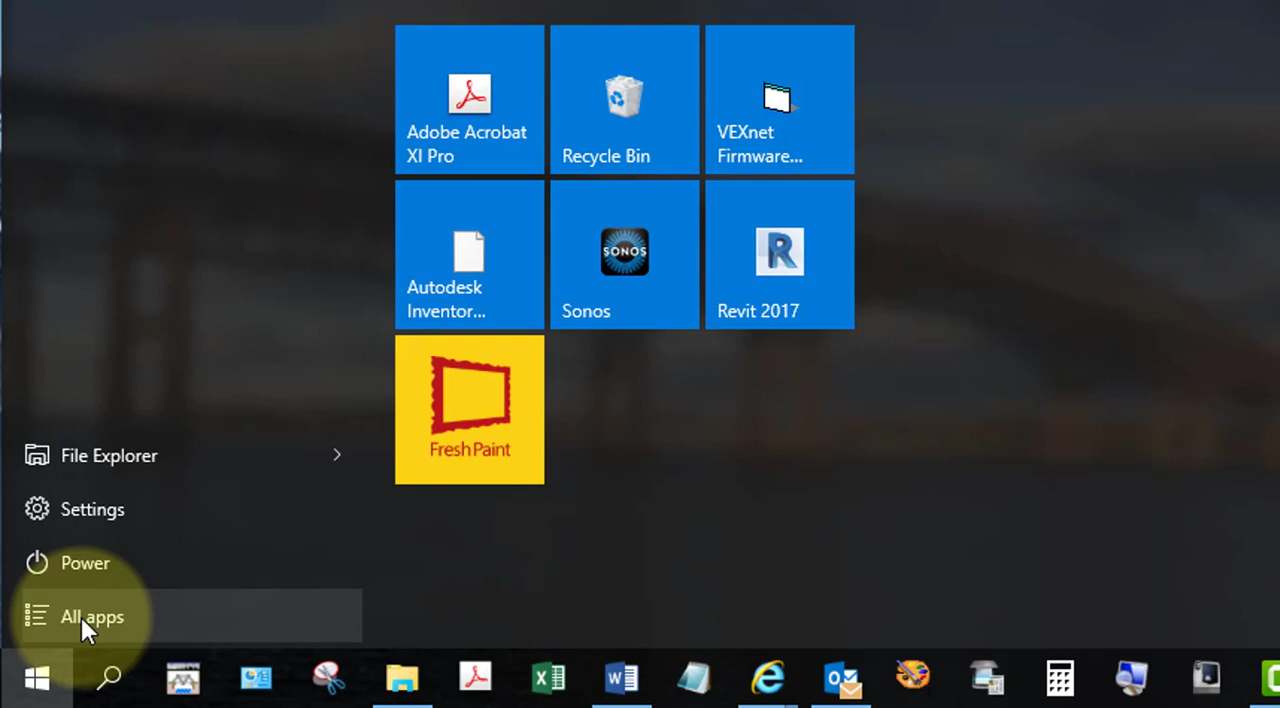 Adobe Acrobat
XI Pro
Recycle Bin
VEXnet
Firmware...
Autodesk
Inventor...
SONOS
Sonos
R
Revit 2017
Fresh Paint
File Explorer
Settings
Power
All apps
X
W
O